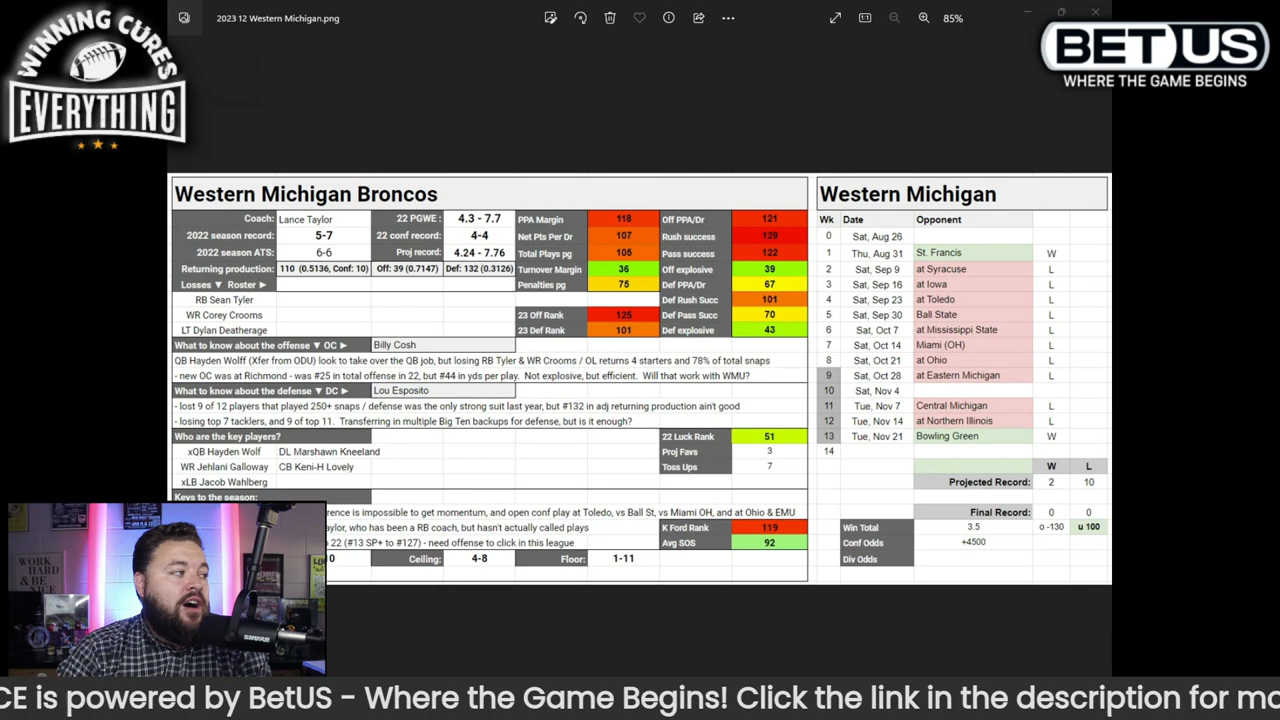 2023 12 Western Michigan.png
85%
WINNING CURES
EVERYTHING
BETUS
WHERE THE GAME BEGINS
Western Michigan Broncos
Coach: Lance Taylor 22 PGWE : 4.3 - 7.7 PPA Margin 118 Off PPA/Dr 121
2022 season record: 5-7 22 conf record: 4-4 Net Pts Per Dr 107 Rush success 129
2022 season ATS: 6-6 Proj record: 4.24 - 7.76 Total Plays pg 105 Pass success 122
Returning production: 110 (0.5136, Conf: 10) Off: 39 (0.7147) Def: 132 (0.3126) Turnover Margin 36 Off explosive 39
Losses ▼ Roster ► Penalties pg 75 Def PPA/Dr 67
RB Sean Tyler Def Rush Succ 101
WR Corey Crooms 23 Off Rank 125 Def Pass Succ 70
LT Dylan Deatherage 23 Def Rank 101 Def explosive 43
What to know about the offense ▼ OC ► Billy Cosh
QB Hayden Wolff (Xfer from ODU) look to take over the QB job, but losing RB Tyler & WR Crooms / OL returns 4 starters and 78% of total snaps
- new OC was at Richmond - was #25 in total offense in 22, but #44 in yds per play. Not explosive, but efficient. Will that work with WMU?
What to know about the defense ▼ DC ► Lou Esposito
- lost 9 of 12 players that played 250+ snaps / defense was the only strong suit last year, but #132 in adj returning production ain't good
- losing top 7 tacklers, and 9 of top 11. Transferring in multiple Big Ten backups for defense, but is it enough?
Who are the key players? 22 Luck Rank 51
xQB Hayden Wolf DL Marshawn Kneeland Proj Favs 3
WR Jehlani Galloway CB Keni-H Lovely Toss Ups 7
xLB Jacob Wahlberg
Keys to the season:
rence is impossible to get momentum, and open conf play at Toledo, vs Ball St, vs Miami OH, and at Ohio & EMU
aylor, who has been a RB coach, but hasn't actually called plays K Ford Rank 119
22 (#13 SP+ to #127) - need offense to click in this league Avg SOS 92
0 Ceiling: 4-8 Floor: 1-11
Western Michigan
Wk Date Opponent
0 Sat, Aug 26
1 Thu, Aug 31 St. Francis W
2 Sat, Sep 9 at Syracuse L
3 Sat, Sep 16 at Iowa L
4 Sat, Sep 23 at Toledo L
5 Sat, Sep 30 Ball State L
6 Sat, Oct 7 at Mississippi State L
7 Sat, Oct 14 Miami (OH) L
8 Sat, Oct 21 at Ohio L
9 Sat, Oct 28 at Eastern Michigan L
10 Sat, Nov 4
11 Tue, Nov 7 Central Michigan L
12 Tue, Nov 14 at Northern Illinois L
13 Tue, Nov 21 Bowling Green W
14
W L
Projected Record: 2 10
Final Record: 0 0
Win Total 3.5 o -130 u 100
Conf Odds +4500
Div Odds
WORK
HARD
& BE
NICE
SHURE
CE is powered by BetUS - Where the Game Begins! Click the link in the description for mo